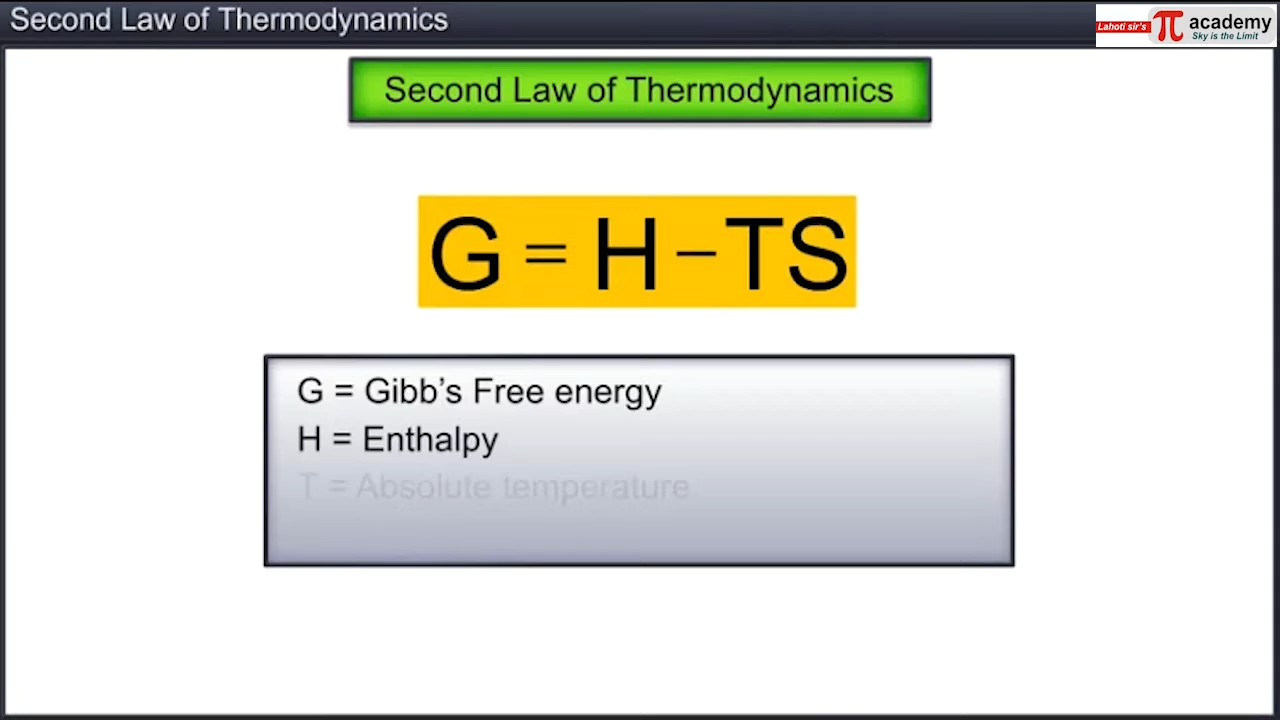 Second Law of Thermodynamics
Lahoti sir's π academy
Sky is the Limit
Second Law of Thermodynamics
G = H – TS
G = Gibb’s Free energy
H = Enthalpy
T = Absolute temperature